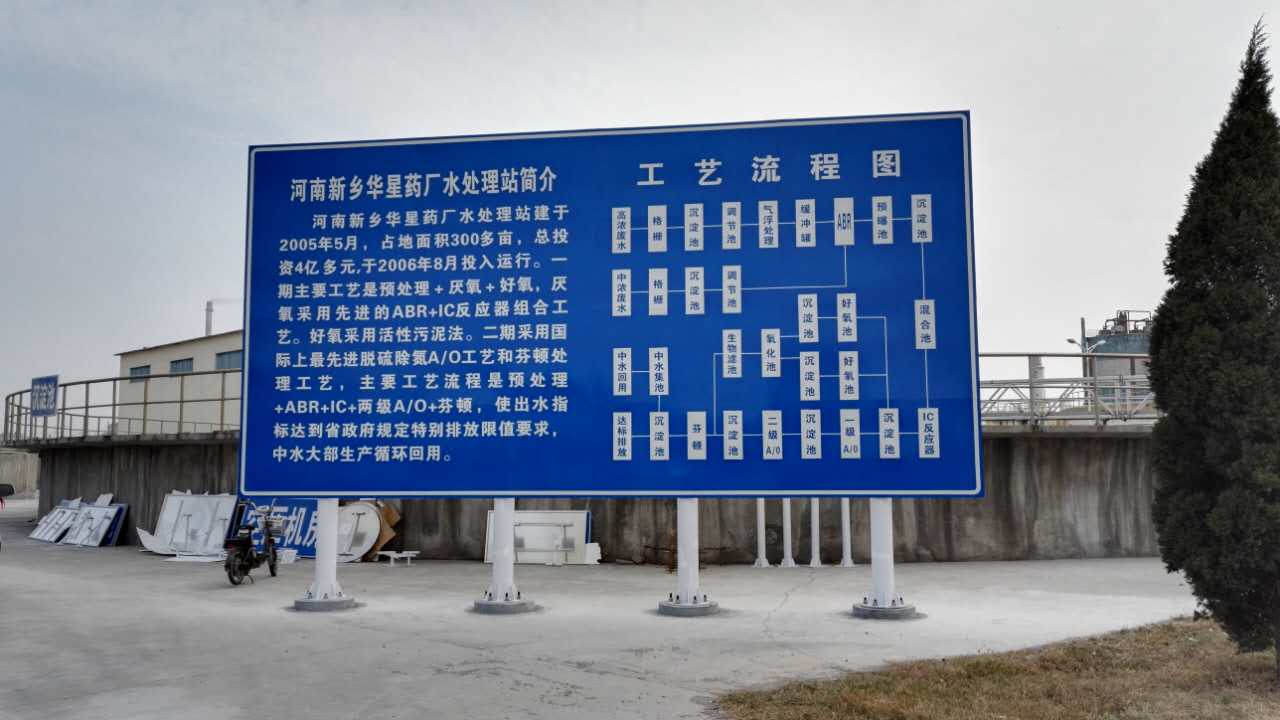 河南新乡华星药厂水处理站简介
河南新乡华星药厂水处理站建于
2005年5月，占地面积300多亩，总投
资4亿多元,于2006年8月投入运行。一
期主要工艺是预处理+厌氧+好氧，厌
氧采用先进的ABR+IC反应器组合工
艺。好氧采用活性污泥法。二期采用国
际上最先进脱硫除氮A/O工艺和芬顿处
理工艺，主要工艺流程是预处理
+ABR+IC+两级A/O+芬顿，使出水指
标达到省政府规定特别排放限值要求，
中水大部生产循环回用。
工艺流程图
高浓废水 格栅 沉淀池 调节池 气浮处理 缓冲罐 ABR 预曝池 沉淀池
中浓废水 格栅 沉淀池 调节池
沉淀池 好氧池 混合池
生物滤池 氧化池
中水回用 中水集池 沉淀池 好氧池
达标排放 沉淀池 芬顿 沉淀池 二级A/O 沉淀池 一级A/O 沉淀池 IC反应器